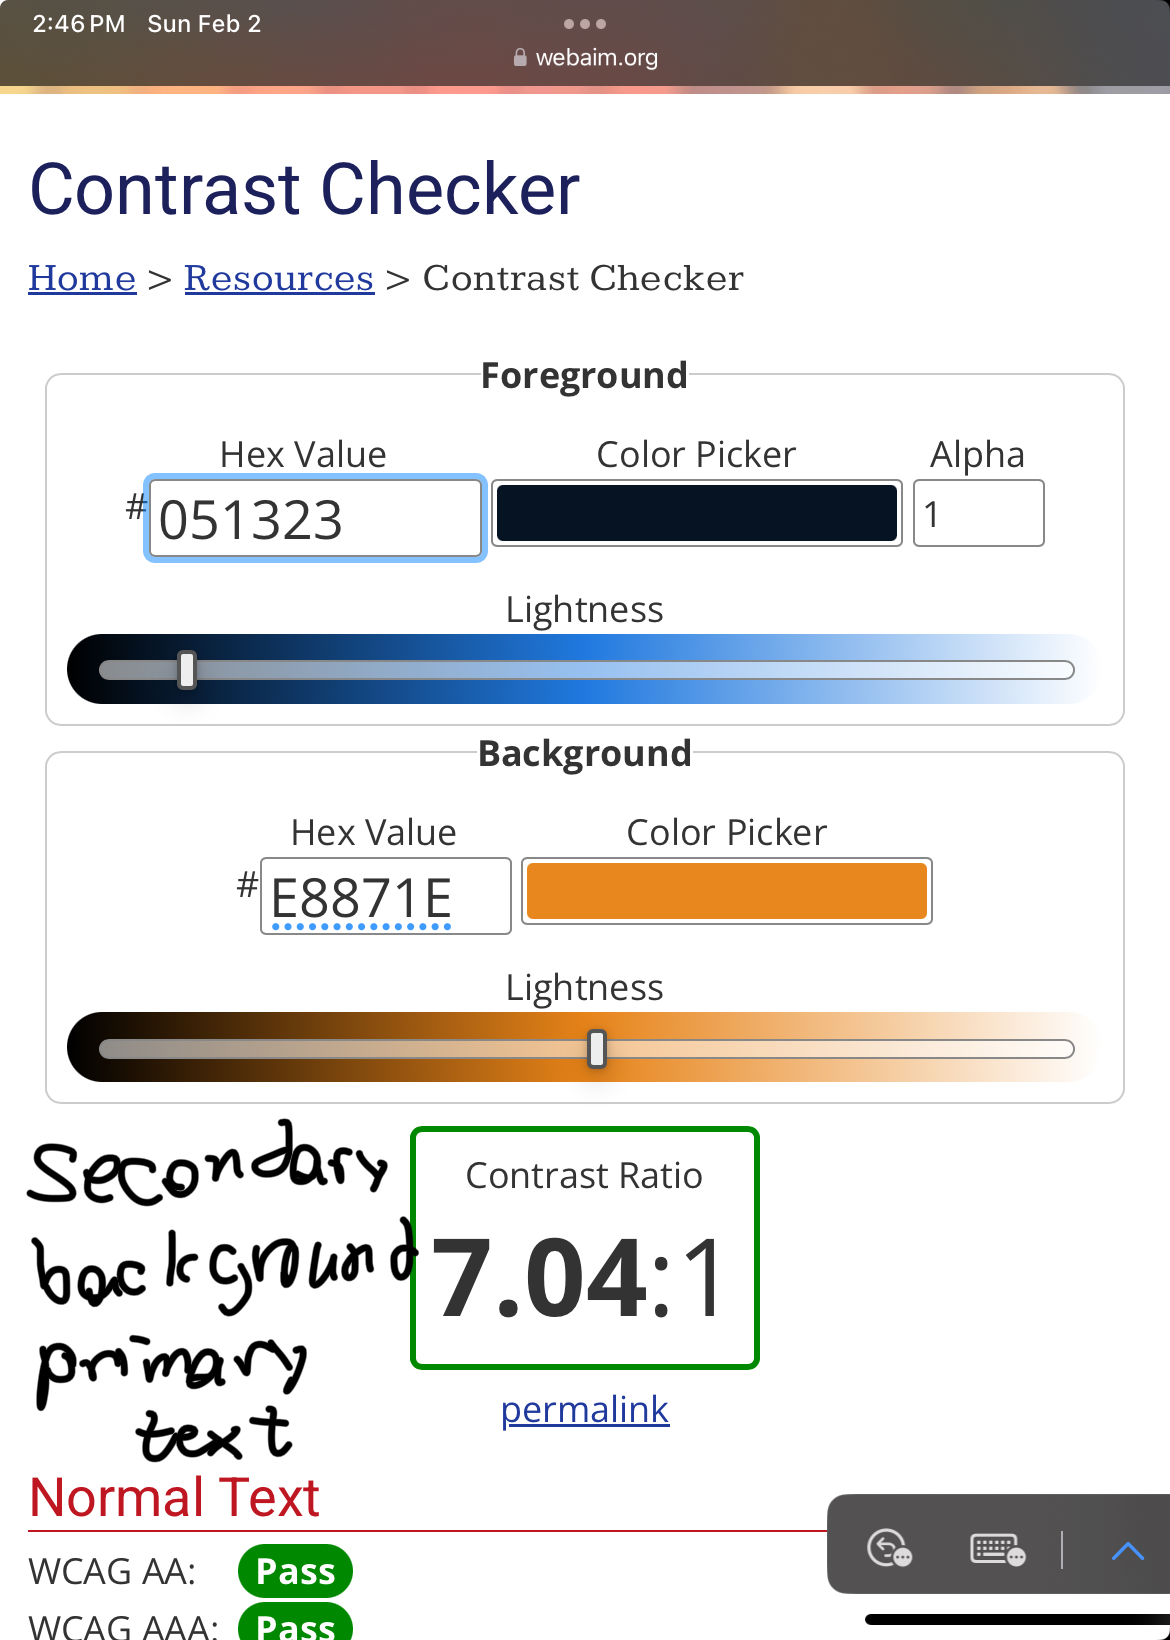 2:46 PM Sun Feb 2
webaim.org
Contrast Checker
Home > Resources > Contrast Checker
Foreground
Hex Value Color Picker Alpha
#051323 1
Lightness
Background
Hex Value Color Picker
#E8871E
Lightness
Secondary
background
primary
text
Contrast Ratio
7.04:1
permalink
Normal Text
WCAG AA: Pass
WCAG AAA: Pass